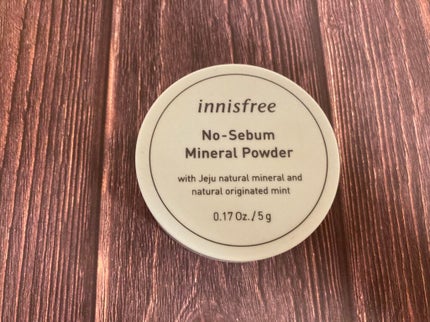 innisfree
No-Sebum
Mineral Powder
with Jeju natural mineral and
natural originated mint
0.17 Oz./5 g